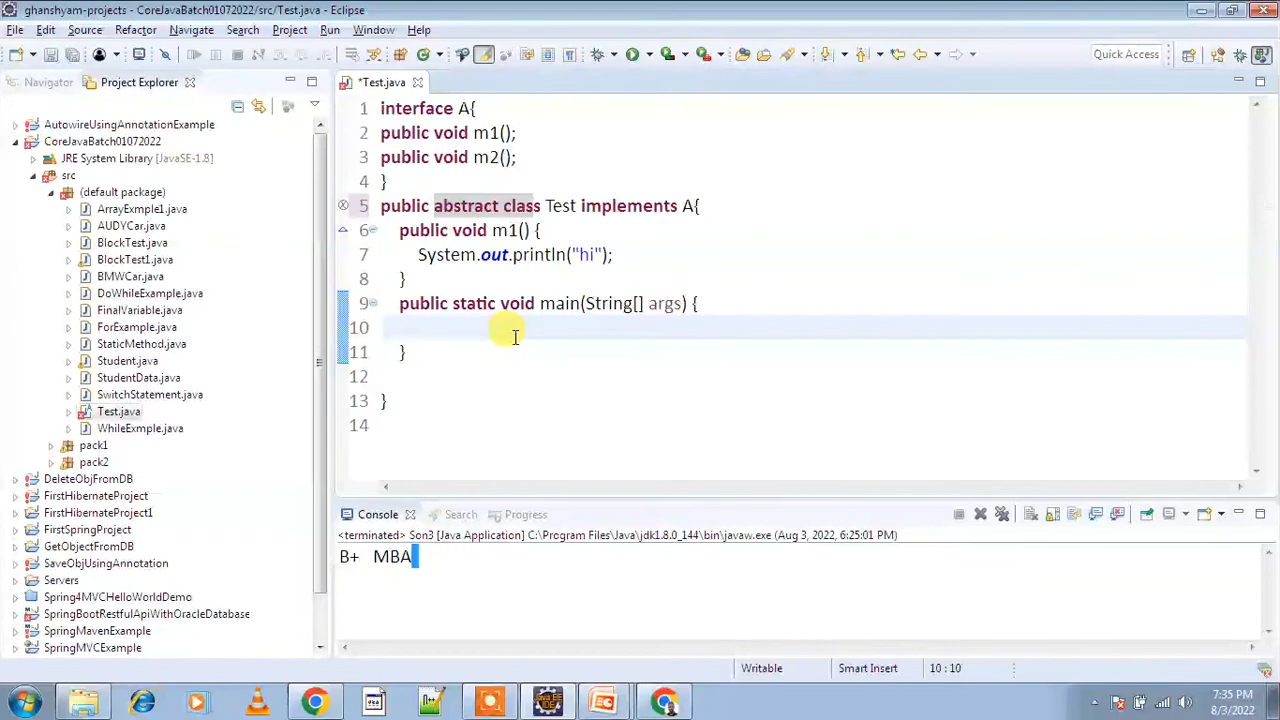 ghanshyam-projects - CoreJavaBatch01072022/src/Test.java - Eclipse
File Edit Source Refactor Navigate Search Project Run Window Help
Quick Access
Navigator Project Explorer
*Test.java
AutowireUsingAnnotationExample
CoreJavaBatch01072022
JRE System Library [JavaSE-1.8]
src
(default package)
ArrayExmple1.java
AUDYCar.java
BlockTest.java
BlockTest1.java
BMWCar.java
DoWhileExample.java
FinalVariable.java
ForExample.java
StaticMethod.java
Student.java
StudentData.java
SwitchStatement.java
Test.java
WhileExmple.java
pack1
pack2
DeleteObjFromDB
FirstHibernateProject
FirstHibernateProject1
FirstSpringProject
GetObjectFromDB
SaveObjUsingAnnotation
Servers
Spring4MVCHelloWorldDemo
SpringBootRestfulApiWithOracleDatabase
SpringMavenExample
SpringMVCExample
1 interface A{
2 public void m1();
3 public void m2();
4 }
5 public abstract class Test implements A{
6 public void m1() {
7 System.out.println("hi");
8 }
9 public static void main(String[] args) {
10
11 }
12
13 }
14
Console Search Progress
<terminated> Son3 [Java Application] C:\Program Files\Java\jdk1.8.0_144\bin\javaw.exe (Aug 3, 2022, 6:25:01 PM)
B+ MBA
Writable Smart Insert 10 : 10
7:35 PM
8/3/2022